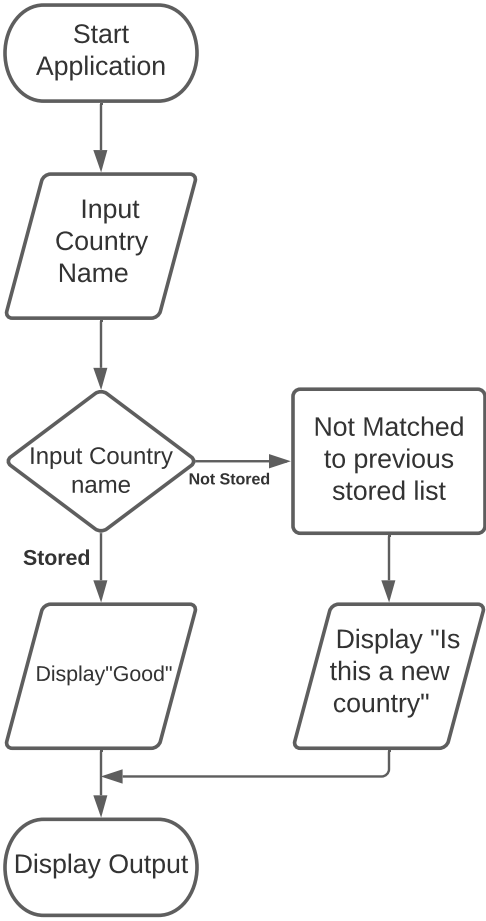 Start
Application
Input
Country
Name
Input Country
name
Not Stored
Not Matched
to previous
stored list
Stored
Display"Good"
Display "Is
this a new
country"
Display Output